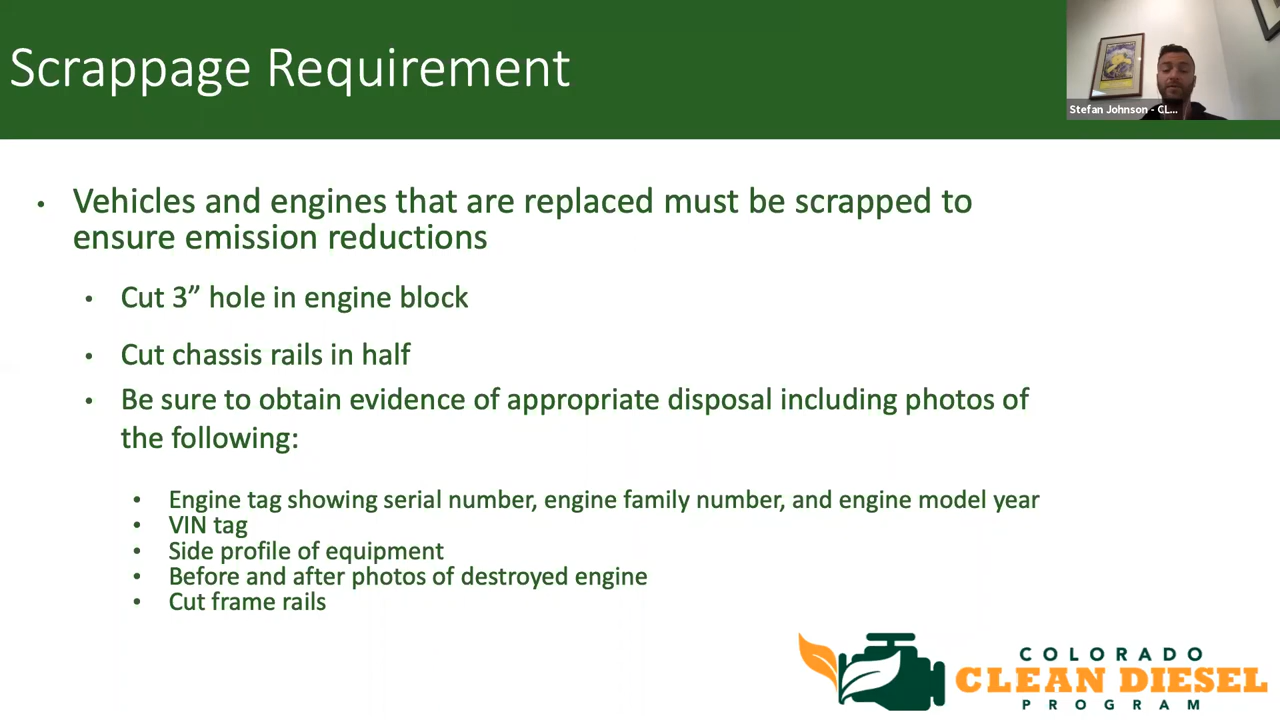 Scrappage Requirement
Stefan Johnson - CL...
• Vehicles and engines that are replaced must be scrapped to
ensure emission reductions
• Cut 3” hole in engine block
• Cut chassis rails in half
• Be sure to obtain evidence of appropriate disposal including photos of
the following:
• Engine tag showing serial number, engine family number, and engine model year
• VIN tag
• Side profile of equipment
• Before and after photos of destroyed engine
• Cut frame rails
COLORADO
CLEAN DIESEL
PROGRAM